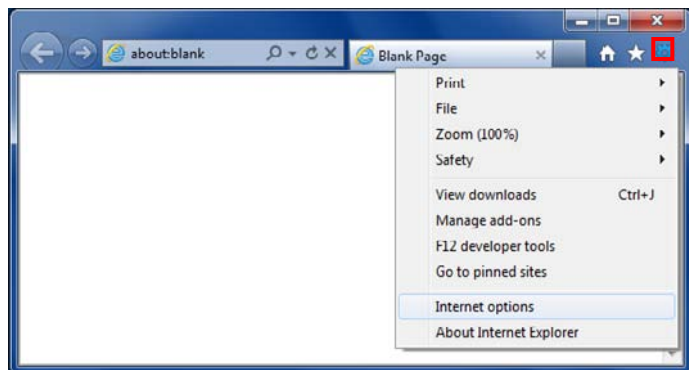 about:blank
Blank Page
Print
File
Zoom (100%)
Safety
View downloads Ctrl+J
Manage add-ons
F12 developer tools
Go to pinned sites
Internet options
About Internet Explorer